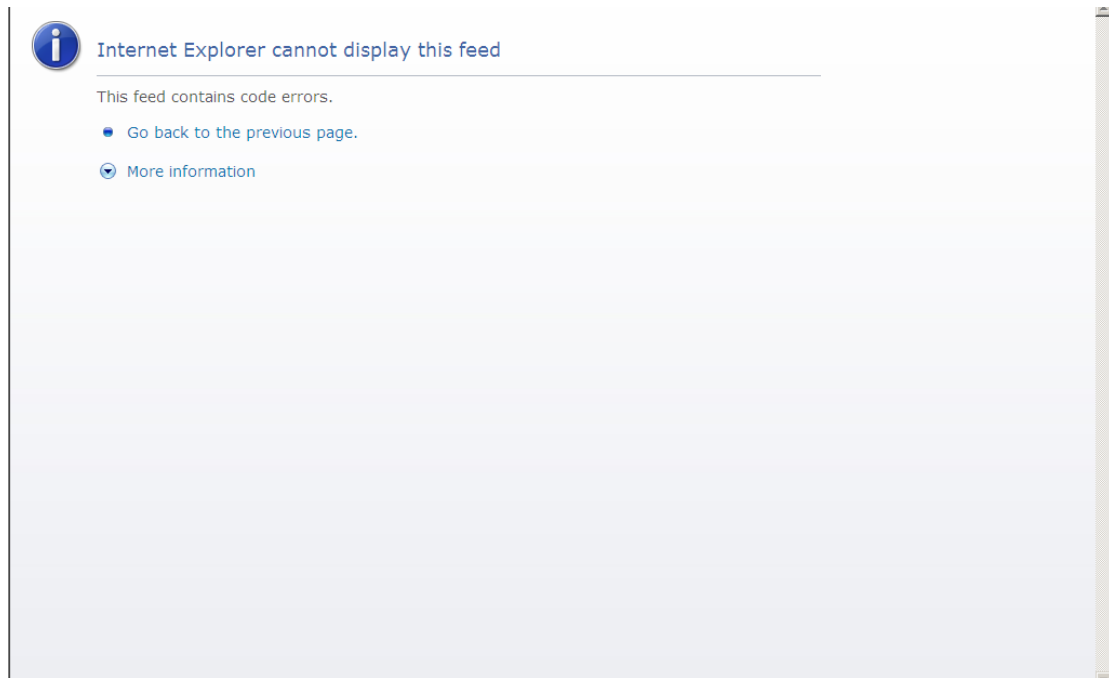 Internet Explorer cannot display this feed
This feed contains code errors.
Go back to the previous page.
More information